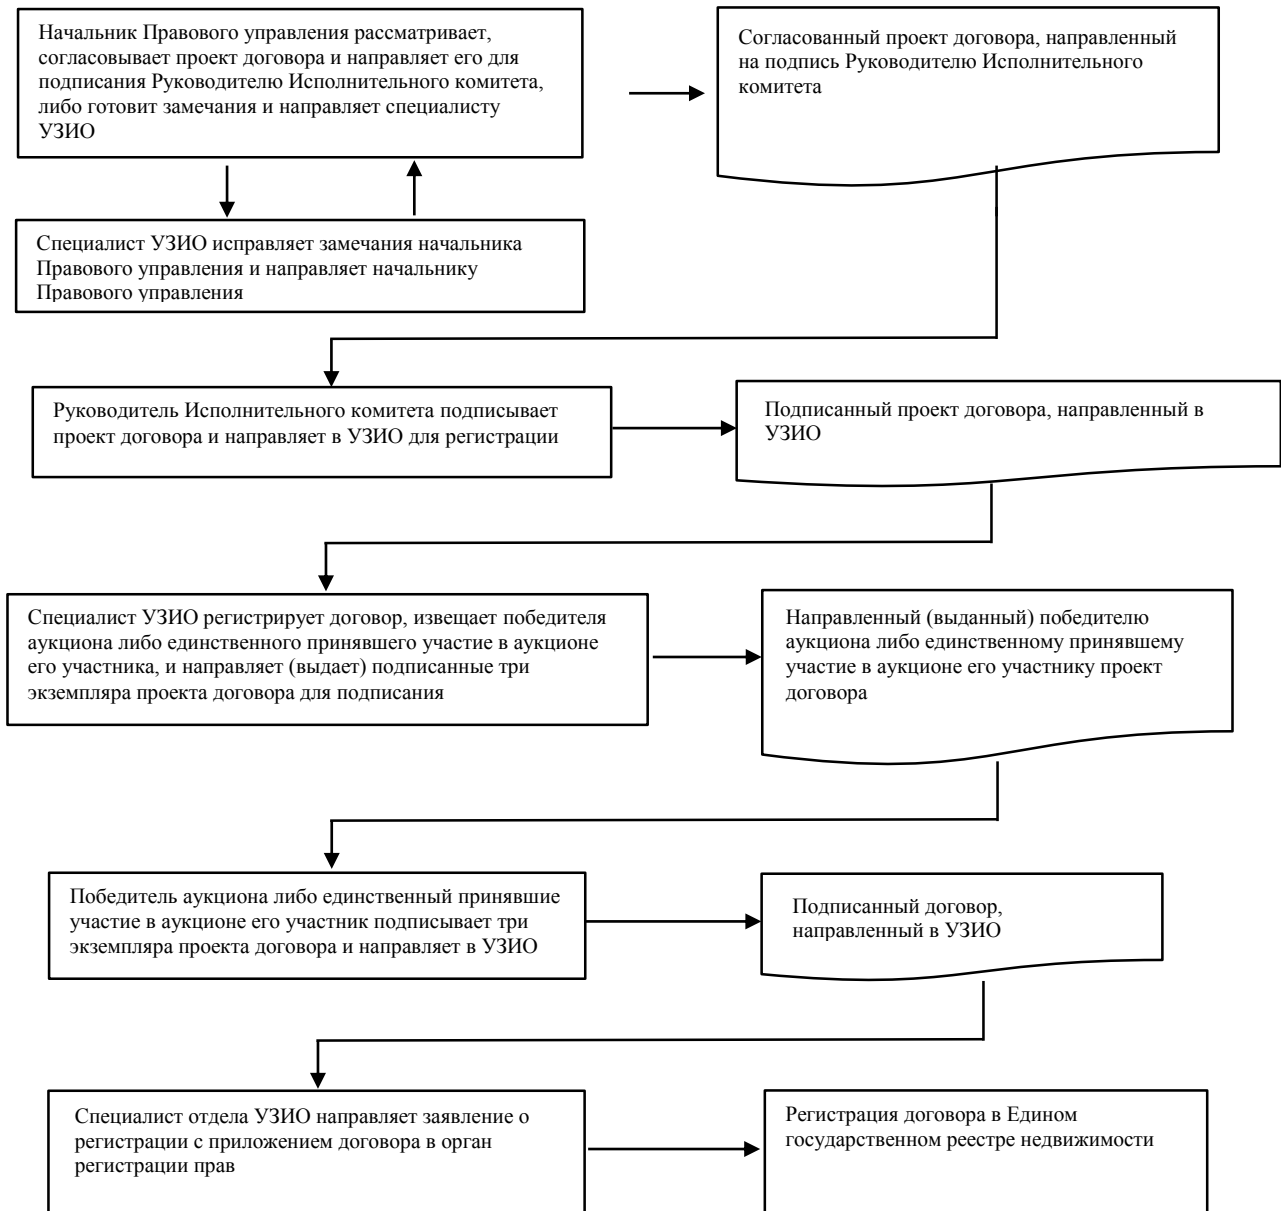 Начальник Правового управления рассматривает,
согласовывает проект договора и направляет его для
подписания Руководителю Исполнительного комитета,
либо готовит замечания и направляет специалисту
УЗИО
Согласованный проект договора, направленный
на подпись Руководителю Исполнительного
комитета
Специалист УЗИО исправляет замечания начальника
Правового управления и направляет начальнику
Правового управления
Руководитель Исполнительного комитета подписывает
проект договора и направляет в УЗИО для регистрации
Подписанный проект договора, направленный в
УЗИО
Специалист УЗИО регистрирует договор, извещает победителя
аукциона либо единственного принявшего участие в аукционе
его участника, и направляет (выдает) подписанные три
экземпляра проекта договора для подписания
Направленный (выданный) победителю
аукциона либо единственному принявшему
участие в аукционе его участнику проект
договора
Победитель аукциона либо единственный принявшие
участие в аукционе его участник подписывает три
экземпляра проекта договора и направляет в УЗИО
Подписанный договор,
направленный в УЗИО
Специалист отдела УЗИО направляет заявление о
регистрации с приложением договора в орган
регистрации прав
Регистрация договора в Едином
государственном реестре недвижимости